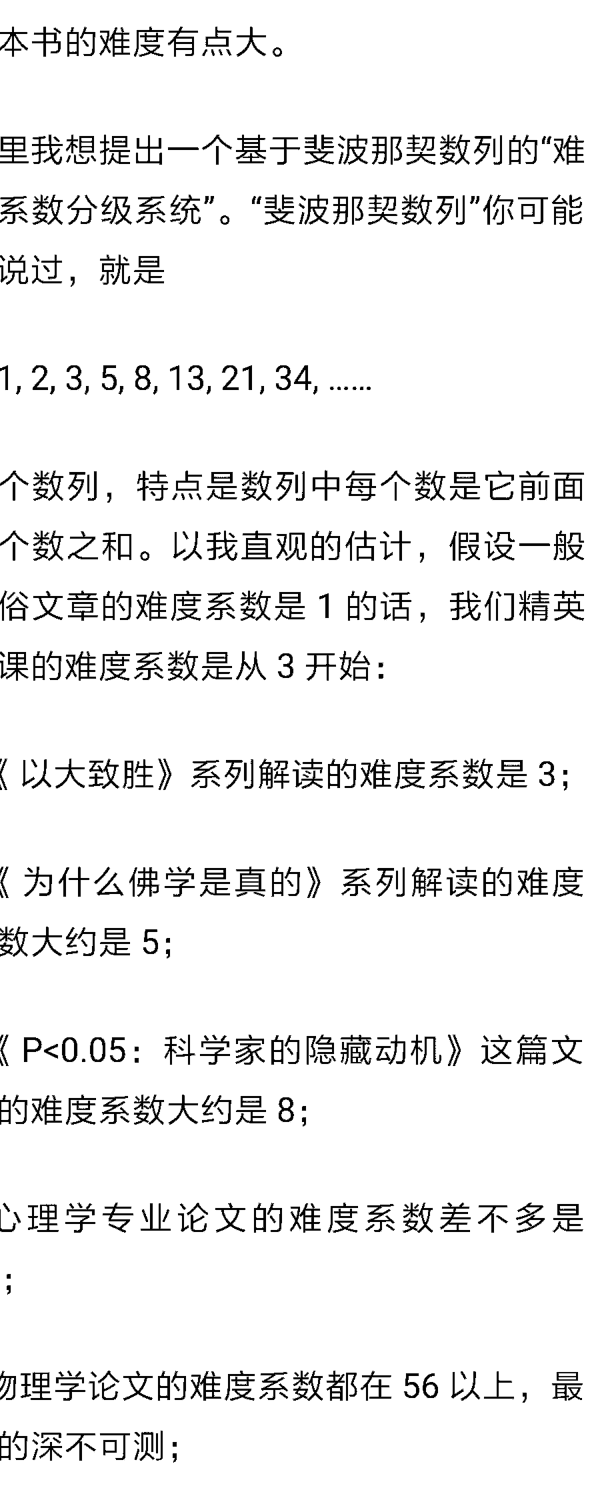 本书的难度有点大。
里我想提出一个基于斐波那契数列的“难
系数分级系统”。“斐波那契数列”你可能
说过，就是
1, 2, 3, 5, 8, 13, 21, 34, ……
个数列，特点是数列中每个数是它前面
个数之和。以我直观的估计，假设一般
俗文章的难度系数是 1 的话，我们精英
课的难度系数是从 3 开始：
《 以大致胜》系列解读的难度系数是 3；
《 为什么佛学是真的》系列解读的难度
数大约是 5；
《 P<0.05：科学家的隐藏动机》这篇文
的难度系数大约是 8；
心理学专业论文的难度系数差不多是
；
物理学论文的难度系数都在 56 以上，最
的深不可测；